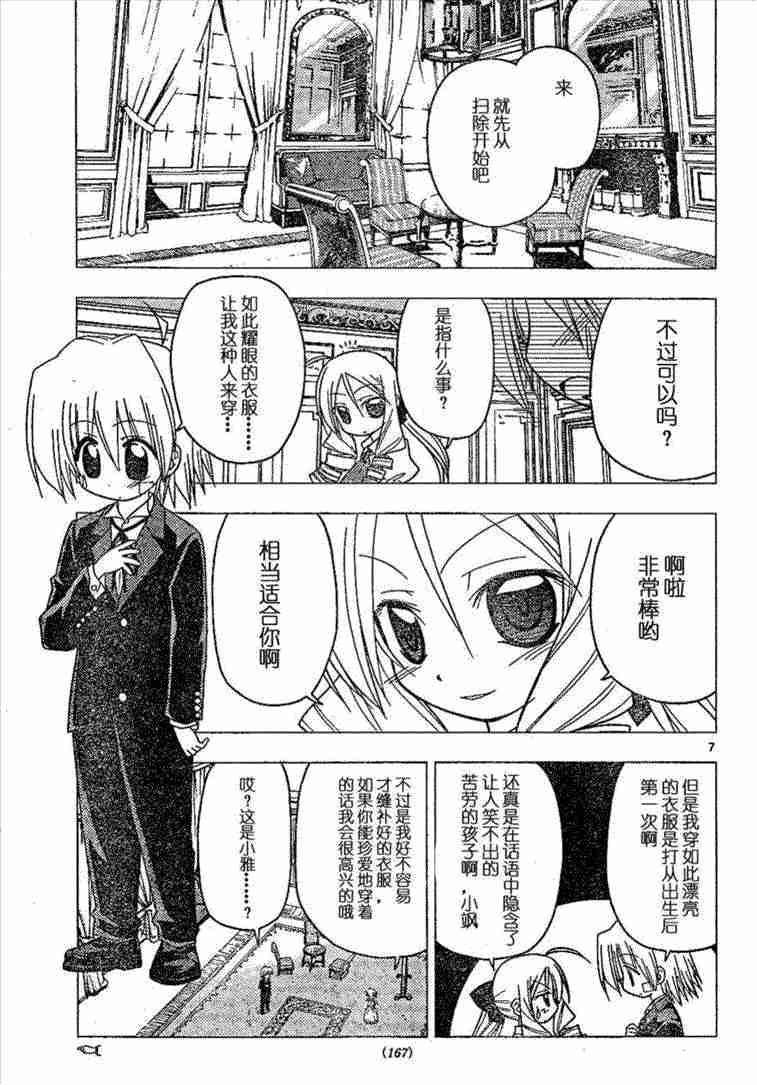 来
就先从
扫除开始吧
不过可以吗？
是指什么事？
如此耀眼的衣服
让我这种人来穿……
啊啦
非常棒哟
相当适合你啊
7
但是我穿如此漂亮
的衣服是打从出生后
第一次啊
还真是在话语中隐含了
让人笑不出的
苦劳的孩子啊，小飒
不过是我好不容易
才缝补好的衣服
如果你能珍爱地穿着
的话我会很高兴的哦
哎？这是小雅………？
(167)